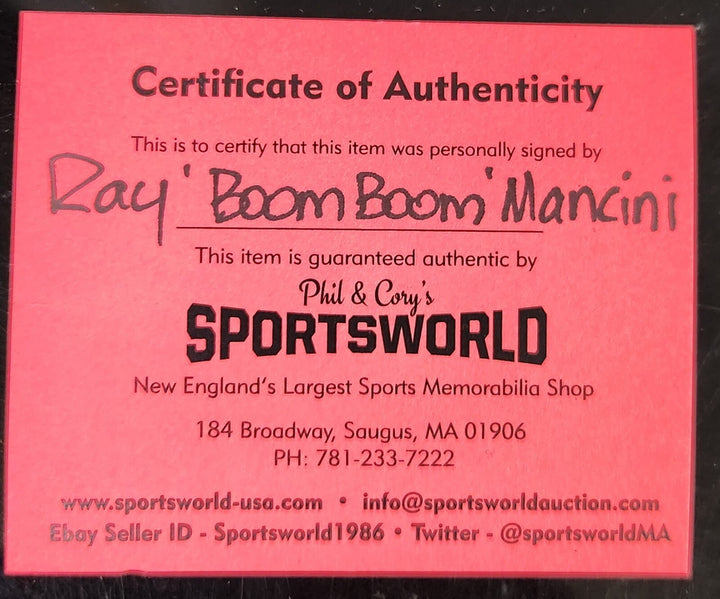 Certificate of Authenticity
This is to certify that this item was personally signed by
Ray 'Boom Boom' Mancini
This item is guaranteed authentic by
Phil & Cory's
SPORTSWORLD
New England's Largest Sports Memorabilia Shop
184 Broadway, Saugus, MA 01906
PH: 781-233-7222
www.sportsworld-usa.com • info@sportsworldauction.com
Ebay Seller ID - Sportsworld1986 • Twitter - @sportsworldMA